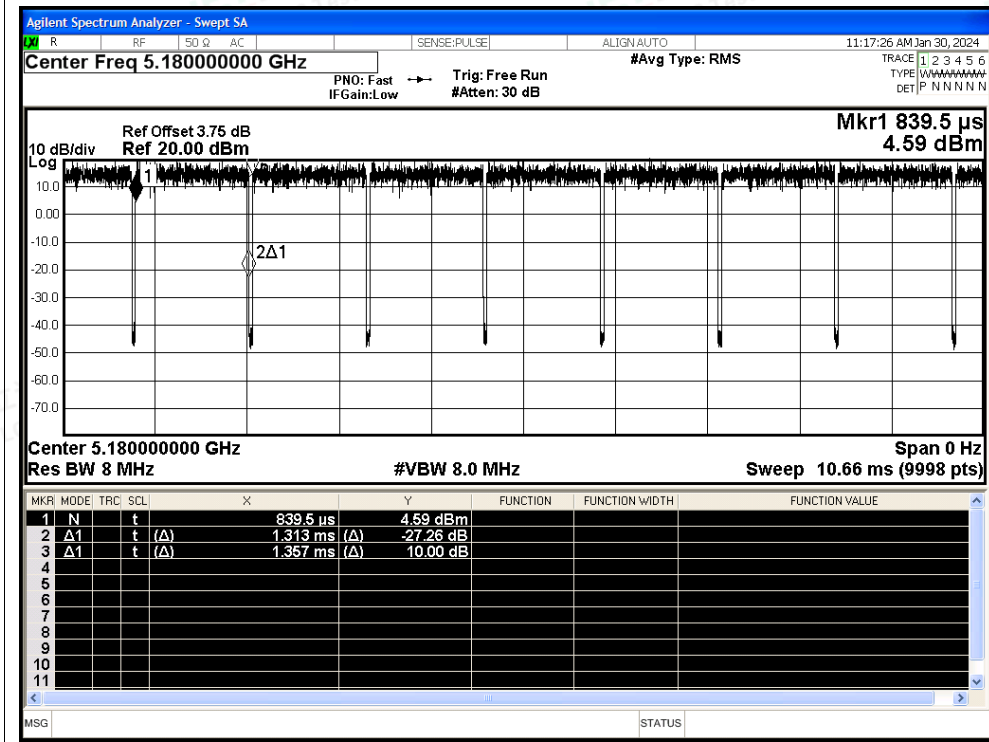 Agilent Spectrum Analyzer - Swept SA
LXI R RF 50 Ω AC SENSE:PULSE ALIGN AUTO 11:17:26 AM Jan 30, 2024
Center Freq 5.180000000 GHz #Avg Type: RMS TRACE 1 2 3 4 5 6
PNO: Fast Trig: Free Run TYPE WWWWWW
IFGain:Low #Atten: 30 dB DET P N N N N N
Mkr1 839.5 µs
4.59 dBm
Ref Offset 3.75 dB
10 dB/div Ref 20.00 dBm
Log
10.0
0.00
-10.0
-20.0
-30.0
-40.0
-50.0
-60.0
-70.0
1
2Δ1
Center 5.180000000 GHz Span 0 Hz
Res BW 8 MHz #VBW 8.0 MHz Sweep 10.66 ms (9998 pts)
MKR MODE TRC SCL X Y FUNCTION FUNCTION WIDTH FUNCTION VALUE
1 N t 839.5 µs 4.59 dBm
2 Δ1 t (Δ) 1.313 ms (Δ) -27.26 dB
3 Δ1 t (Δ) 1.357 ms (Δ) 10.00 dB
4
5
6
7
8
9
10
11
MSG STATUS